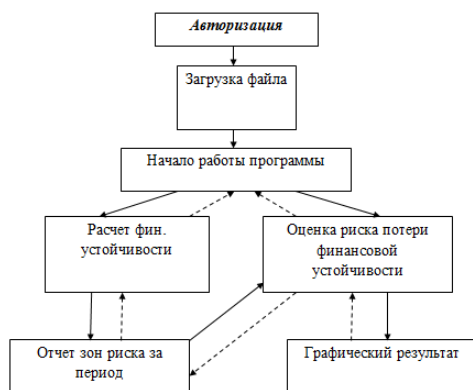 Авторизация
Загрузка файла
Начало работы программы
Расчет фин.
устойчивости
Оценка риска потери
финансовой
устойчивости
Отчет зон риска за
период
Графический результат